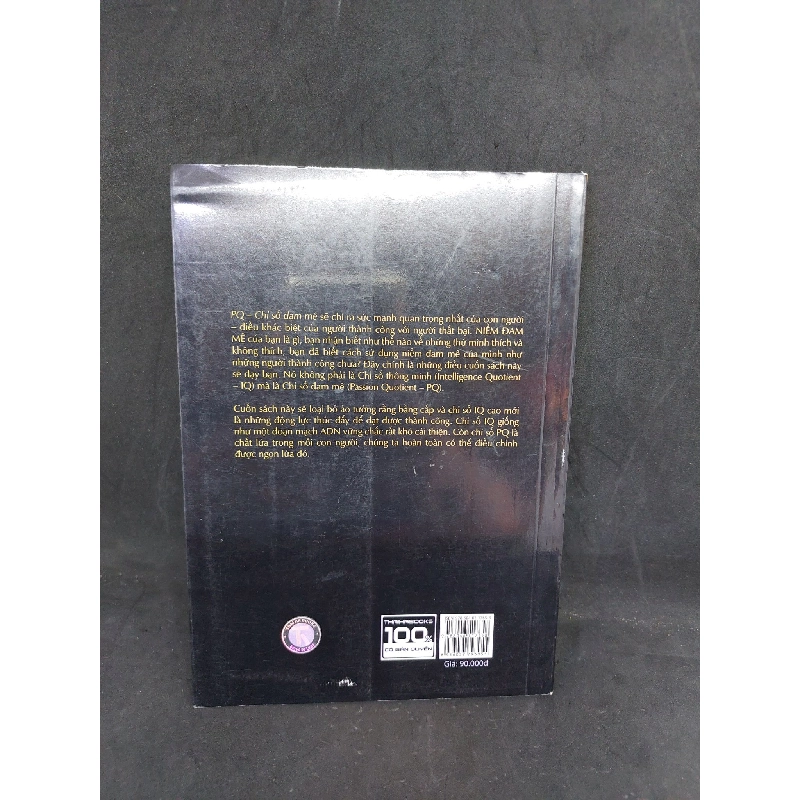 PQ – Chỉ số đam mê sẽ chỉ ra sức mạnh quan trọng nhất của con người
– điều khác biệt của người thành công với người thất bại. NIỀM ĐAM
MÊ của bạn là gì, bạn nhận biết như thế nào về những thứ mình thích và
không thích, bạn đã biết cách sử dụng niềm đam mê của mình như
những người thành công chưa? Đây chính là những điều cuốn sách này
sẽ dạy bạn. Nó không phải là Chỉ số thông minh (Intelligence Quotient
– IQ) mà là Chỉ số đam mê (Passion Quotient – PQ).
Cuốn sách này sẽ loại bỏ ảo tưởng rằng bằng cấp và chỉ số IQ cao mới
là những động lực thúc đẩy để đạt được thành công. Chỉ số IQ giống
như một đoạn mạch ADN vững chắc rất khó cải thiện. Còn chỉ số PQ là
chất lửa trong mỗi con người, chúng ta hoàn toàn có thể điều chỉnh
được ngọn lửa đó.
THAIHABOOKS
100%
CÓ BẢN QUYỀN
Giá: 90.000đ